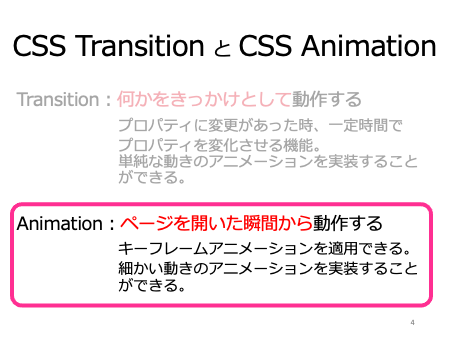 CSS Transition と CSS Animation
Transition：何かをきっかけとして動作する
プロパティに変更があった時、一定時間で
プロパティを変化させる機能。
単純な動きのアニメーションを実装すること
ができる。
Animation：ページを開いた瞬間から動作する
キーフレームアニメーションを適用できる。
細かい動きのアニメーションを実装すること
ができる。
4